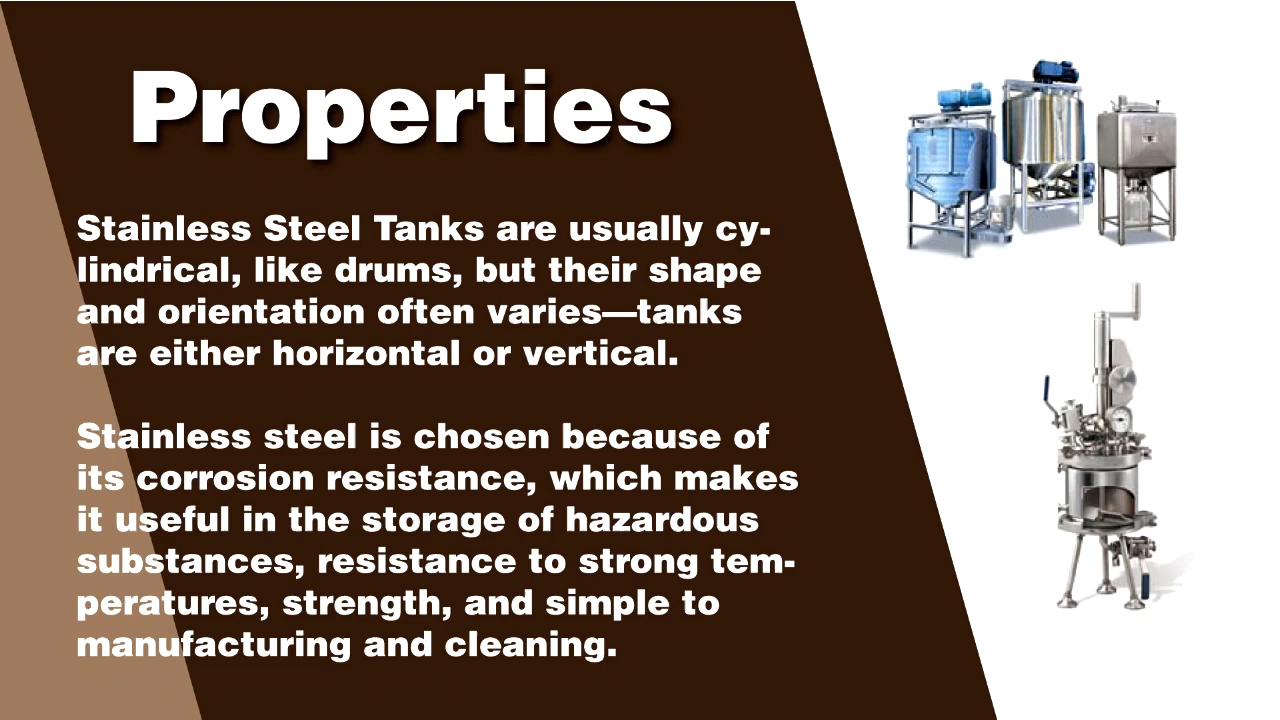 Properties
Stainless Steel Tanks are usually cy-
lindrical, like drums, but their shape
and orientation often varies—tanks
are either horizontal or vertical.
Stainless steel is chosen because of
its corrosion resistance, which makes
it useful in the storage of hazardous
substances, resistance to strong tem-
peratures, strength, and simple to
manufacturing and cleaning.